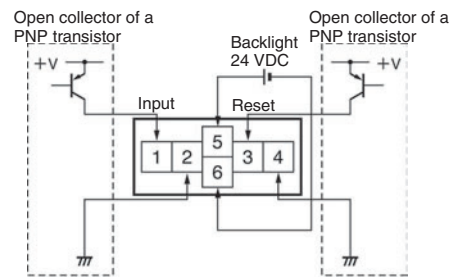 Open collector of a
PNP transistor
Open collector of a
PNP transistor
Backlight
24 VDC
+V
+V
Input
Reset
5
1 2 3 4
6